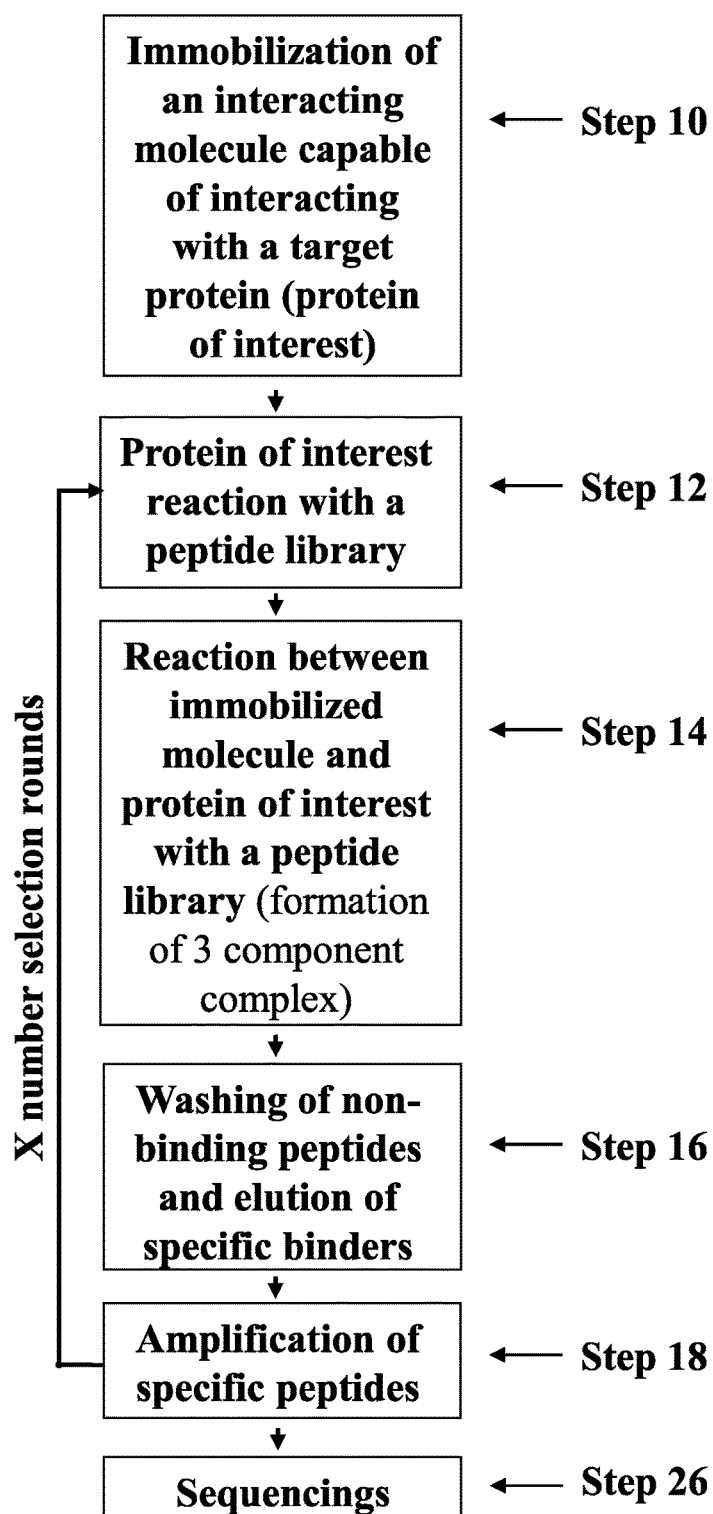 Immobilization of
an interacting
molecule capable
of interacting
with a target
protein (protein
of interest)
Step 10
Protein of interest
reaction with a
peptide library
Step 12
Reaction between
immobilized
molecule and
protein of interest
with a peptide
library (formation
of 3 component
complex)
Step 14
Washing of non-
binding peptides
and elution of
specific binders
Step 16
Amplification of
specific peptides
Step 18
X number selection rounds
Sequencings
Step 26